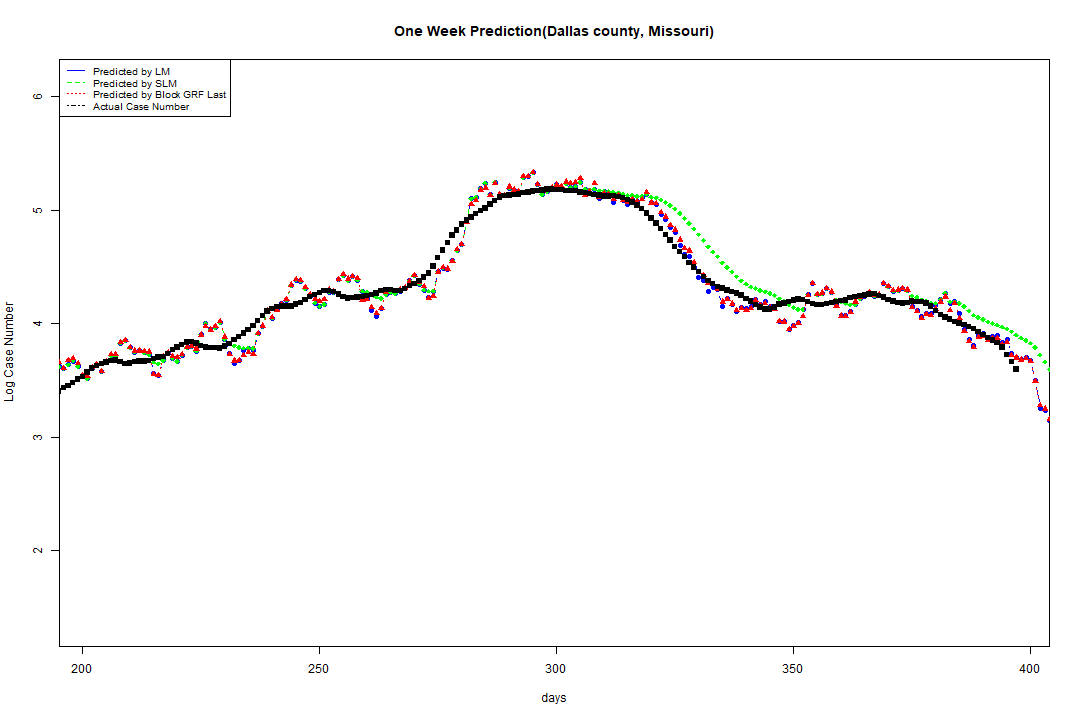 One Week Prediction(Dallas county, Missouri)
Predicted by LM
Predicted by SLM
Predicted by Block GRF Last
Actual Case Number
6
5
4
3
2
Log Case Number
200 250 300 350 400
days